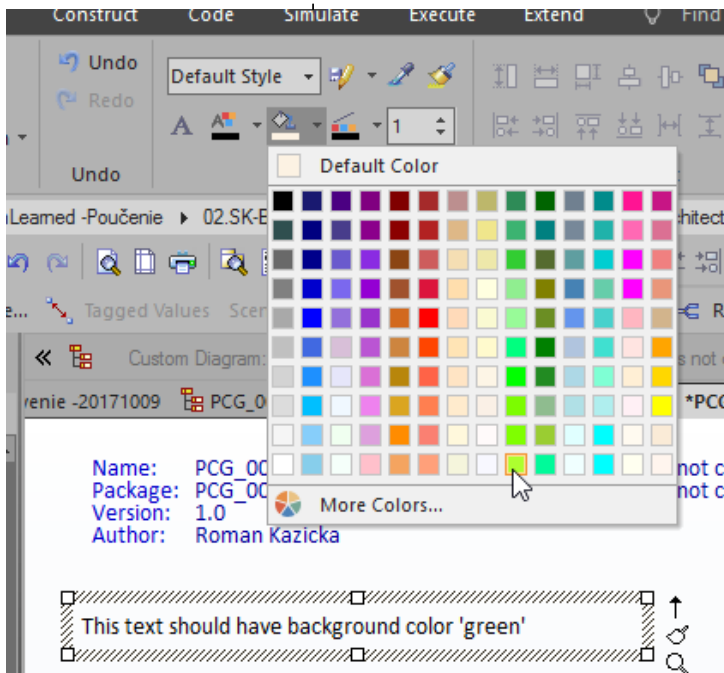 Construct Code Simulate Execute Extend Find
Undo
Default Style
Redo
A A 1
Undo
Default Color
Learned -Poučenie 02.SK-E hitect
e... Tagged Values Scen R
Custom Diagram: s not
venie -20171009 PCG_0 *PCG
Name: PCG_00 not c
Package: PCG_00 not c
Version: 1.0
More Colors...
Author: Roman Kazicka
This text should have background color 'green'